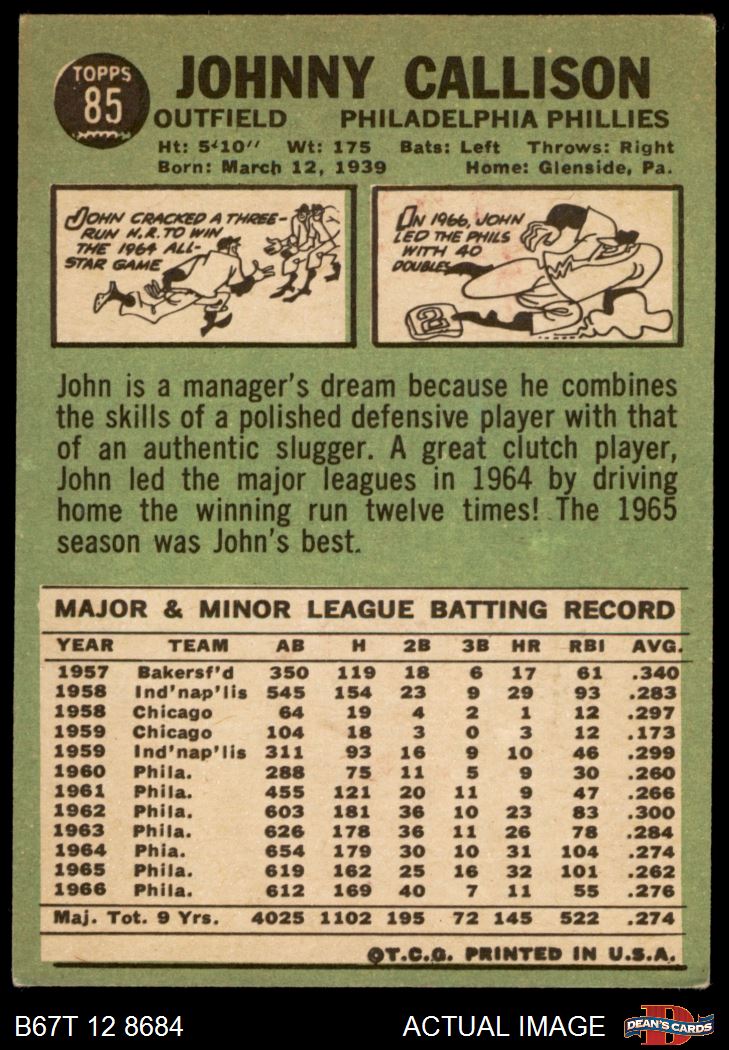 TOPPS
85
JOHNNY CALLISON
OUTFIELD PHILADELPHIA PHILLIES
Ht: 5'10'' Wt: 175 Bats: Left Throws: Right
Born: March 12, 1939 Home: Glenside, Pa.
JOHN CRACKED A THREE-
RUN H.R. TO WIN
THE 1964 ALL-
STAR GAME
IN 1966, JOHN
LED THE PHILS
WITH 40
DOUBLES
2
John is a manager's dream because he combines
the skills of a polished defensive player with that
of an authentic slugger. A great clutch player,
John led the major leagues in 1964 by driving
home the winning run twelve times! The 1965
season was John's best.
MAJOR & MINOR LEAGUE BATTING RECORD
YEAR TEAM AB H 2B 3B HR RBI AVG.
1957 Bakersf'd 350 119 18 6 17 61 .340
1958 Ind'nap'lis 545 154 23 9 29 93 .283
1958 Chicago 64 19 4 2 1 12 .297
1959 Chicago 104 18 3 0 3 12 .173
1959 Ind'nap'lis 311 93 16 9 10 46 .299
1960 Phila. 288 75 11 5 9 30 .260
1961 Phila. 455 121 20 11 9 47 .266
1962 Phila. 603 181 36 10 23 83 .300
1963 Phila. 626 178 36 11 26 78 .284
1964 Phia. 654 179 30 10 31 104 .274
1965 Phila. 619 162 25 16 32 101 .262
1966 Phila. 612 169 40 7 11 55 .276
Maj. Tot. 9 Yrs. 4025 1102 195 72 145 522 .274
©T.C.G. PRINTED IN U.S.A.
B67T 12 8684 ACTUAL IMAGE
DEAN'S CARDS